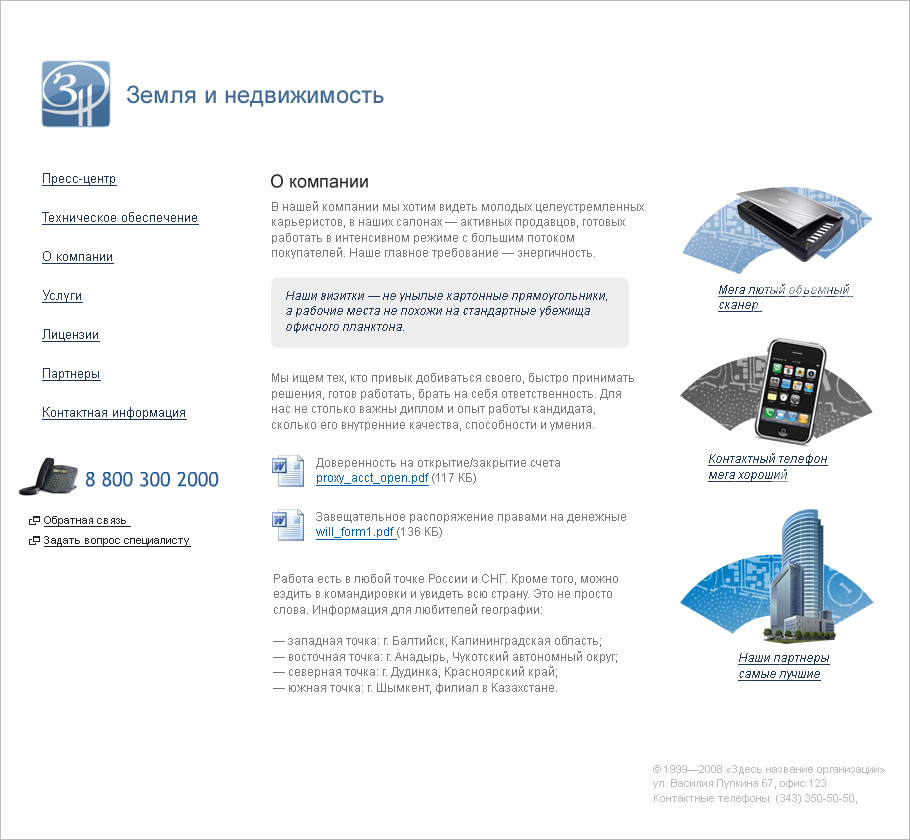 ЗН
Земля и недвижимость
Пресс-центр
Техническое обеспечение
О компании
Услуги
Лицензии
Партнеры
Контактная информация
8 800 300 2000
Обратная связь
Задать вопрос специалисту
О компании
В нашей компании мы хотим видеть молодых целеустремленных
карьеристов, в наших салонах — активных продавцов, готовых
работать в интенсивном режиме с большим потоком
покупателей. Наше главное требование — энергичность.
Наши визитки — не унылые картонные прямоугольники,
а рабочие места не похожи на стандартные убежища
офисного планктона.
Мы ищем тех, кто привык добиваться своего, быстро принимать
решения, готов работать, брать на себя ответственность. Для
нас не столько важны диплом и опыт работы кандидата,
сколько его внутренние качества, способности и умения.
Доверенность на открытие/закрытие счета
proxy_acct_open.pdf (117 КБ)
Завещательное распоряжение правами на денежные
will_form1.pdf (136 КБ)
Работа есть в любой точке России и СНГ. Кроме того, можно
ездить в командировки и увидеть всю страну. Это не просто
слова. Информация для любителей географии:
— западная точка: г. Балтийск, Калининградская область;
— восточная точка: г. Анадырь, Чукотский автономный округ;
— северная точка: г. Дудинка, Красноярский край;
— южная точка: г. Шымкент, филиал в Казахстане.
Мега лютый объемный
сканер
Контактный телефон
мега хороший
Наши партнеры
самые лучшие
© 1999—2008 «Здесь название организации»
ул. Василия Пупкина 67, офис 123
Контактные телефоны: (343) 350-50-50,